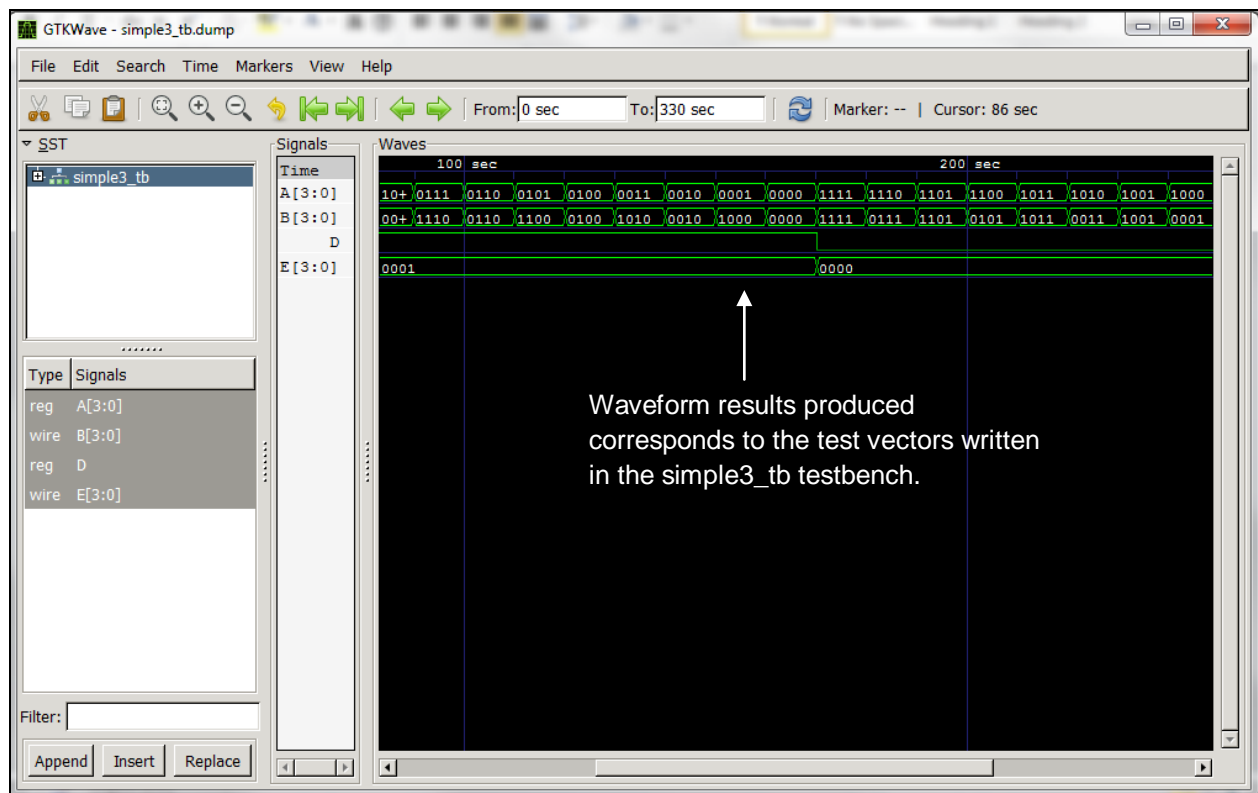 GTKWave - simple3_tb.dump
File Edit Search Time Markers View Help
From: 0 sec To: 330 sec Marker: -- | Cursor: 86 sec
SST
simple3_tb
Type Signals
reg A[3:0]
wire B[3:0]
reg D
wire E[3:0]
Filter:
Append Insert Replace
Signals
Time
A[3:0]
B[3:0]
D
E[3:0]
Waves
100 sec 200 sec
10+ 0111 0110 0101 0100 0011 0010 0001 0000 1111 1110 1101 1100 1011 1010 1001 1000
00+ 1110 0110 1100 0100 1010 0010 1000 0000 1111 0111 1101 0101 1011 0011 1001 0001
0001 0000
Waveform results produced
corresponds to the test vectors written
in the simple3_tb testbench.